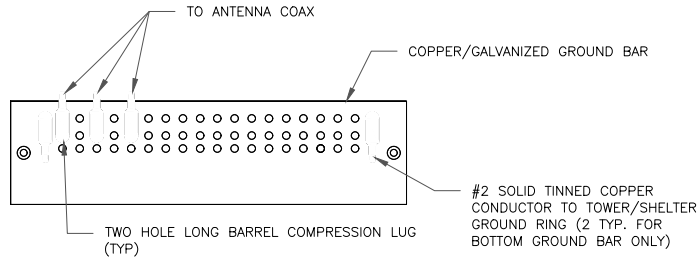 TO ANTENNA COAX
COPPER/GALVANIZED GROUND BAR
#2 SOLID TINNED COPPER
CONDUCTOR TO TOWER/SHELTER
GROUND RING (2 TYP. FOR
BOTTOM GROUND BAR ONLY)
TWO HOLE LONG BARREL COMPRESSION LUG
(TYP)